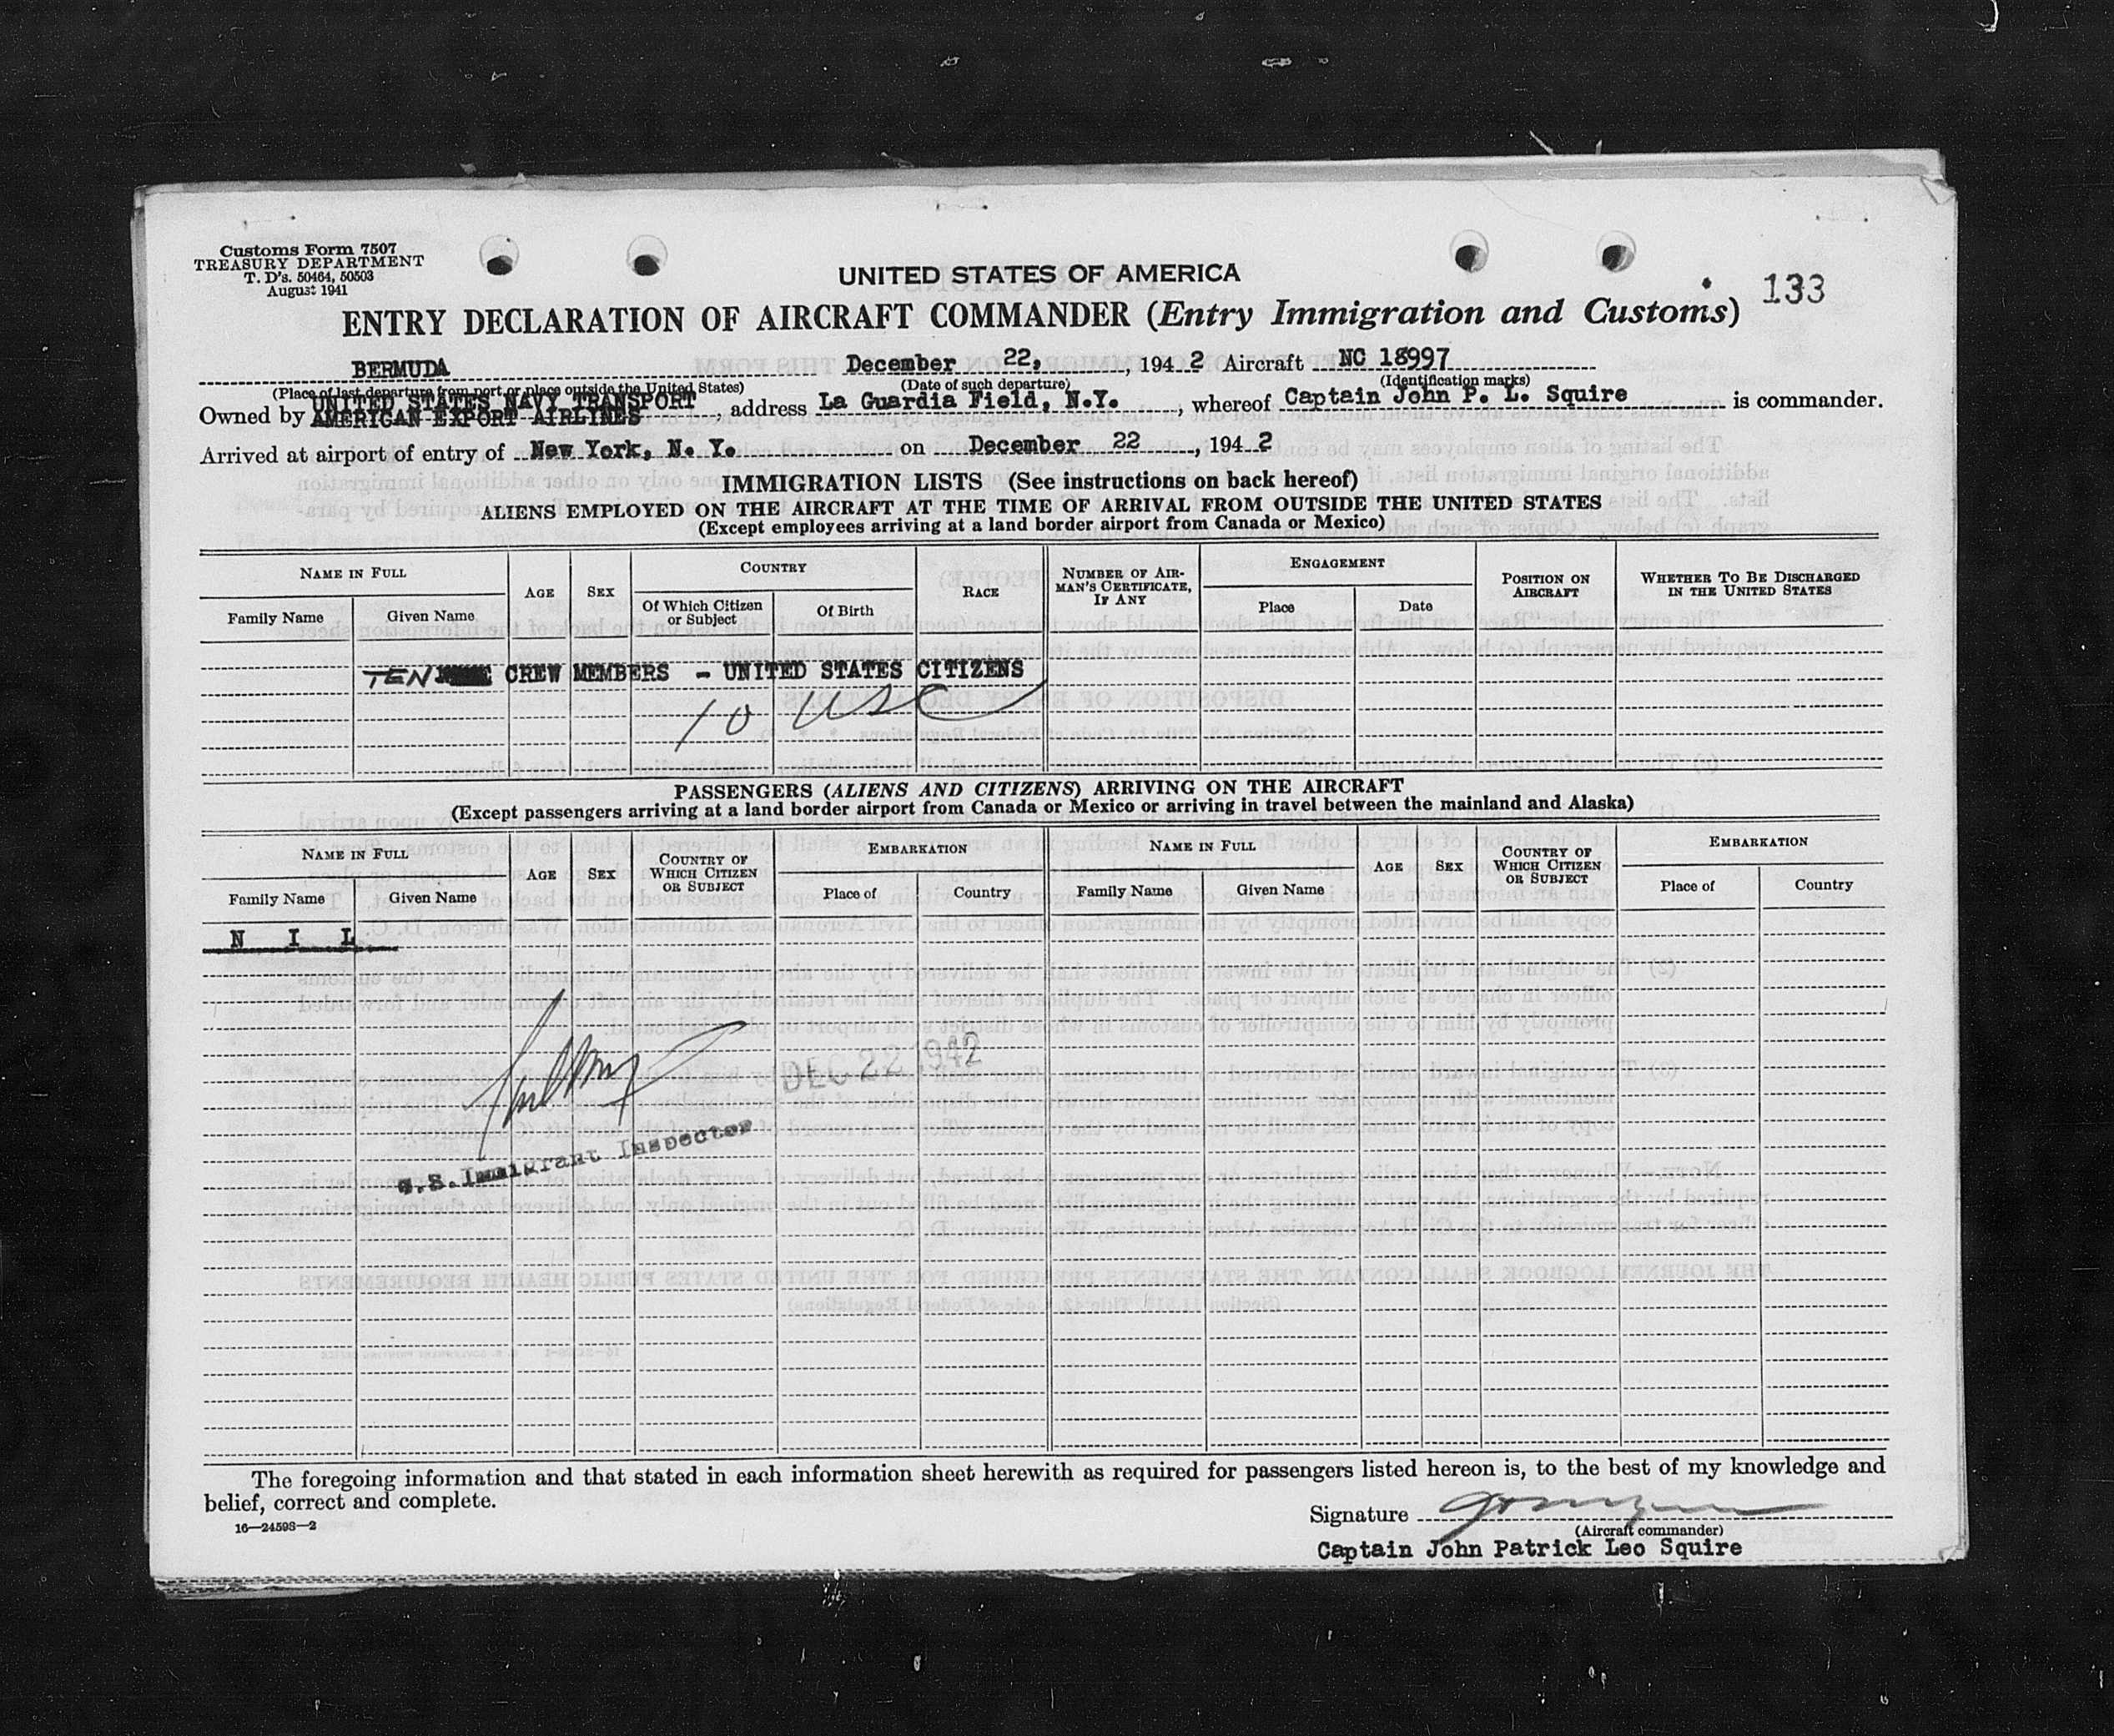 Customs Form 7507
TREASURY DEPARTMENT
T. D's. 50464, 50503
August 1941
UNITED STATES OF AMERICA
133
ENTRY DECLARATION OF AIRCRAFT COMMANDER (Entry Immigration and Customs)
BERMUDA December 22, 1942 Aircraft NC 18997
(Place of last departure from port or place outside the United States) (Date of such departure) (Identification marks)
UNITED STATES NAVY TRANSPORT
Owned by AMERICAN EXPORT AIRLINES, address La Guardia Field, N.Y., whereof Captain John P. L. Squire is commander.
Arrived at airport of entry of New York, N. Y. on December 22, 1942
IMMIGRATION LISTS (See instructions on back hereof)
ALIENS EMPLOYED ON THE AIRCRAFT AT THE TIME OF ARRIVAL FROM OUTSIDE THE UNITED STATES
(Except employees arriving at a land border airport from Canada or Mexico)
NAME IN FULL AGE SEX COUNTRY RACE NUMBER OF AIRMAN'S CERTIFICATE, IF ANY ENGAGEMENT POSITION ON AIRCRAFT WHETHER TO BE DISCHARGED IN THE UNITED STATES
Family Name Given Name Of Which Citizen or Subject Of Birth Place Date
TEN CREW MEMBERS - UNITED STATES CITIZENS
10 USC
PASSENGERS (ALIENS AND CITIZENS) ARRIVING ON THE AIRCRAFT
(Except passengers arriving at a land border airport from Canada or Mexico or arriving in travel between the mainland and Alaska)
NAME IN FULL AGE SEX COUNTRY OF WHICH CITIZEN OR SUBJECT EMBARKATION NAME IN FULL AGE SEX COUNTRY OF WHICH CITIZEN OR SUBJECT EMBARKATION
Family Name Given Name Place of Country Family Name Given Name Place of Country
N I L
DEC 22 1942
U.S. Immigrant Inspector
The foregoing information and that stated in each information sheet herewith as required for passengers listed hereon is, to the best of my knowledge and
belief, correct and complete.
16—24598—2
Signature
(Aircraft commander)
Captain John Patrick Leo Squire